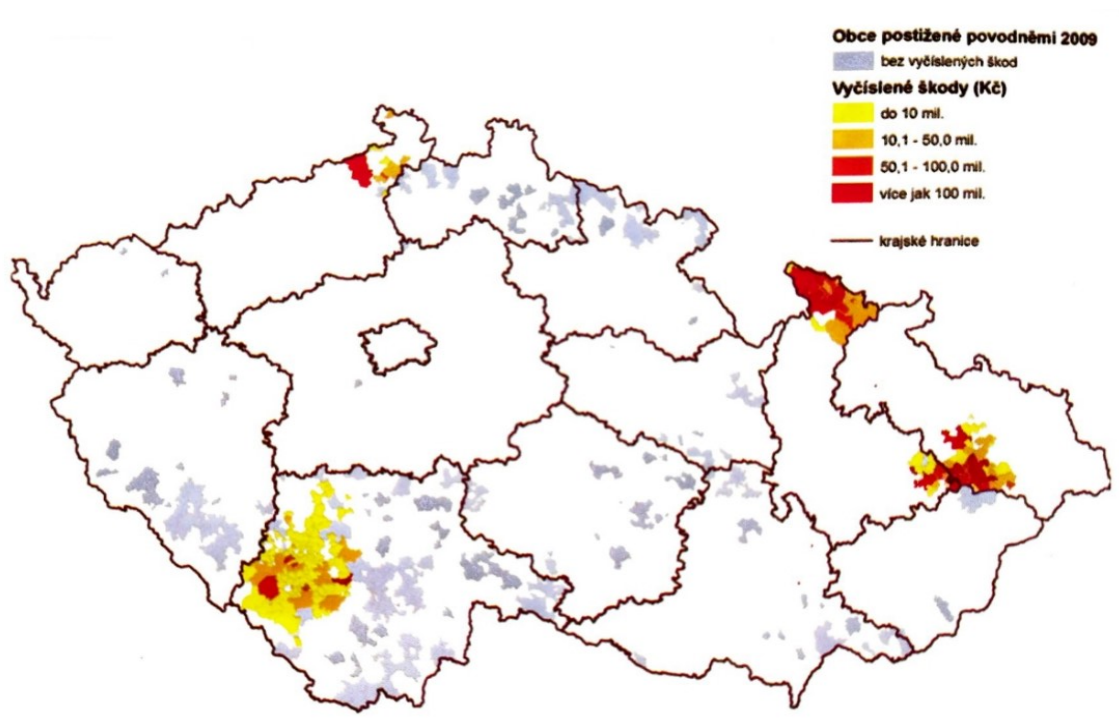 Obce postižené povodněmi 2009
bez vyčíslených škod
Vyčíslené škody (Kč)
do 10 mil.
10,1 - 50,0 mil.
50,1 - 100,0 mil.
více jak 100 mil.
krajské hranice